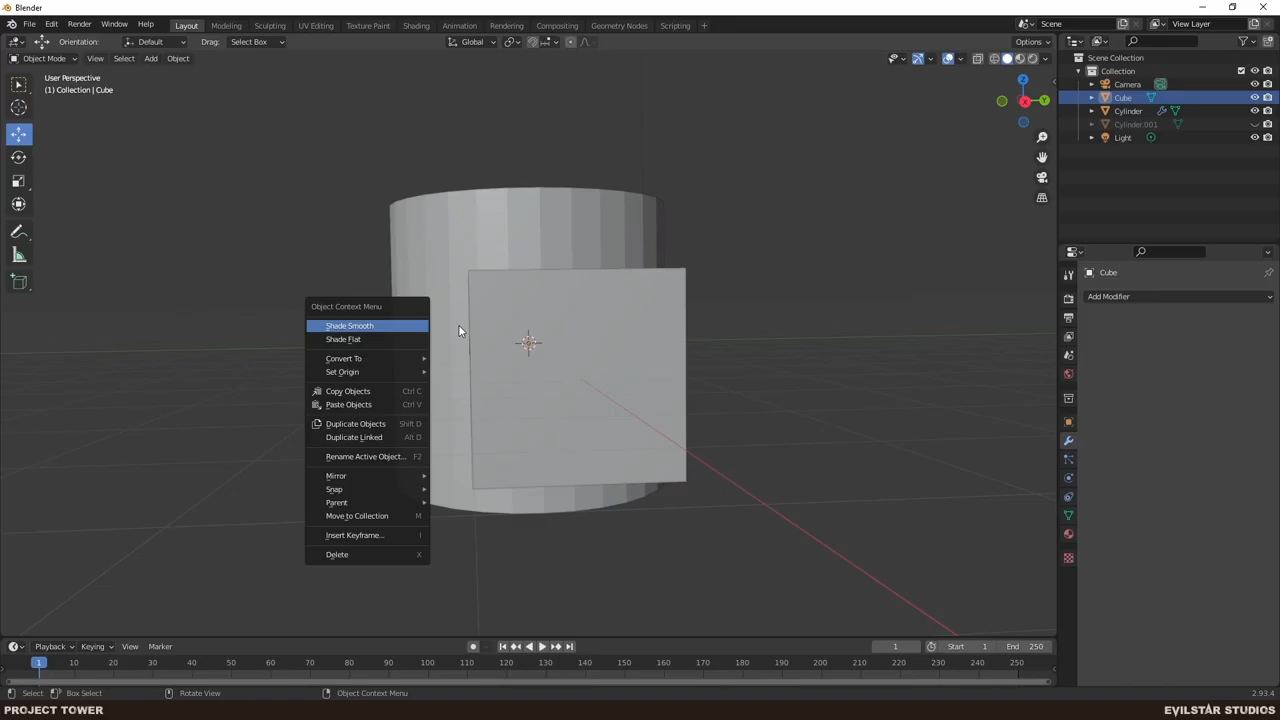 Blender
File Edit Render Window Help Layout Modeling Sculpting UV Editing Texture Paint Shading Animation Rendering Compositing Geometry Nodes Scripting + Scene View Layer
Orientation: Default Drag: Select Box Global Options
Object Mode View Select Add Object
User Perspective
(1) Collection | Cube
Scene Collection
Collection
Camera
Cube
Cylinder
Cylinder.001
Light
Z
Y
X
Cube
Add Modifier
Object Context Menu
Shade Smooth
Shade Flat
Convert To
Set Origin
Copy Objects Ctrl C
Paste Objects Ctrl V
Duplicate Objects Shift D
Duplicate Linked Alt D
Rename Active Object... F2
Mirror
Snap
Parent
Move to Collection M
Insert Keyframe... I
Delete X
Playback Keying View Marker 1 Start 1 End 250
1 10 20 30 40 50 60 70 80 90 100 110 120 130 140 150 160 170 180 190 200 210 220 230 240 250
Select Box Select Rotate View Object Context Menu 2.93.4
PROJECT TOWER EVILSTAR STUDIOS